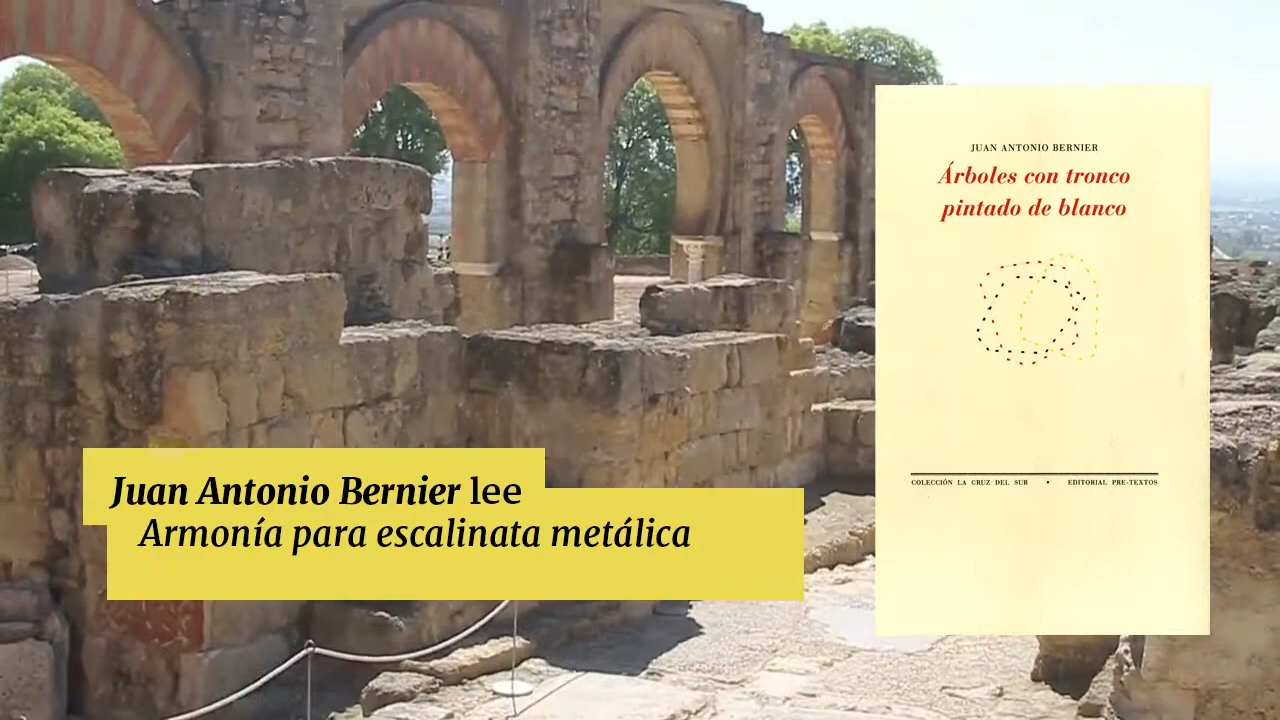 JUAN ANTONIO BERNIER
Árboles con tronco
pintado de blanco
COLECCIÓN LA CRUZ DEL SUR • EDITORIAL PRE-TEXTOS
Juan Antonio Bernier lee
Armonía para escalinata metálica